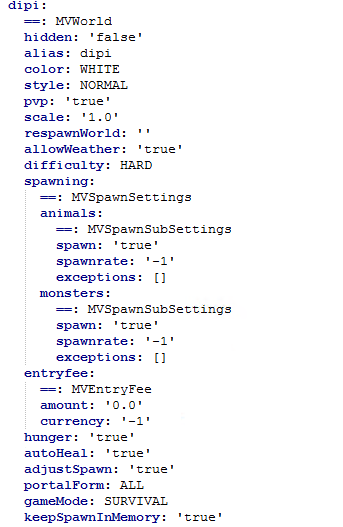 dipi:
  ==: MVWorld
  hidden: 'false'
  alias: dipi
  color: WHITE
  style: NORMAL
  pvp: 'true'
  scale: '1.0'
  respawnWorld: ''
  allowWeather: 'true'
  difficulty: HARD
  spawning:
    ==: MVSpawnSettings
    animals:
      ==: MVSpawnSubSettings
      spawn: 'true'
      spawnrate: '-1'
      exceptions: []
    monsters:
      ==: MVSpawnSubSettings
      spawn: 'true'
      spawnrate: '-1'
      exceptions: []
  entryfee:
    ==: MVEntryFee
    amount: '0.0'
    currency: '-1'
  hunger: 'true'
  autoHeal: 'true'
  adjustSpawn: 'true'
  portalForm: ALL
  gameMode: SURVIVAL
  keepSpawnInMemory: 'true'